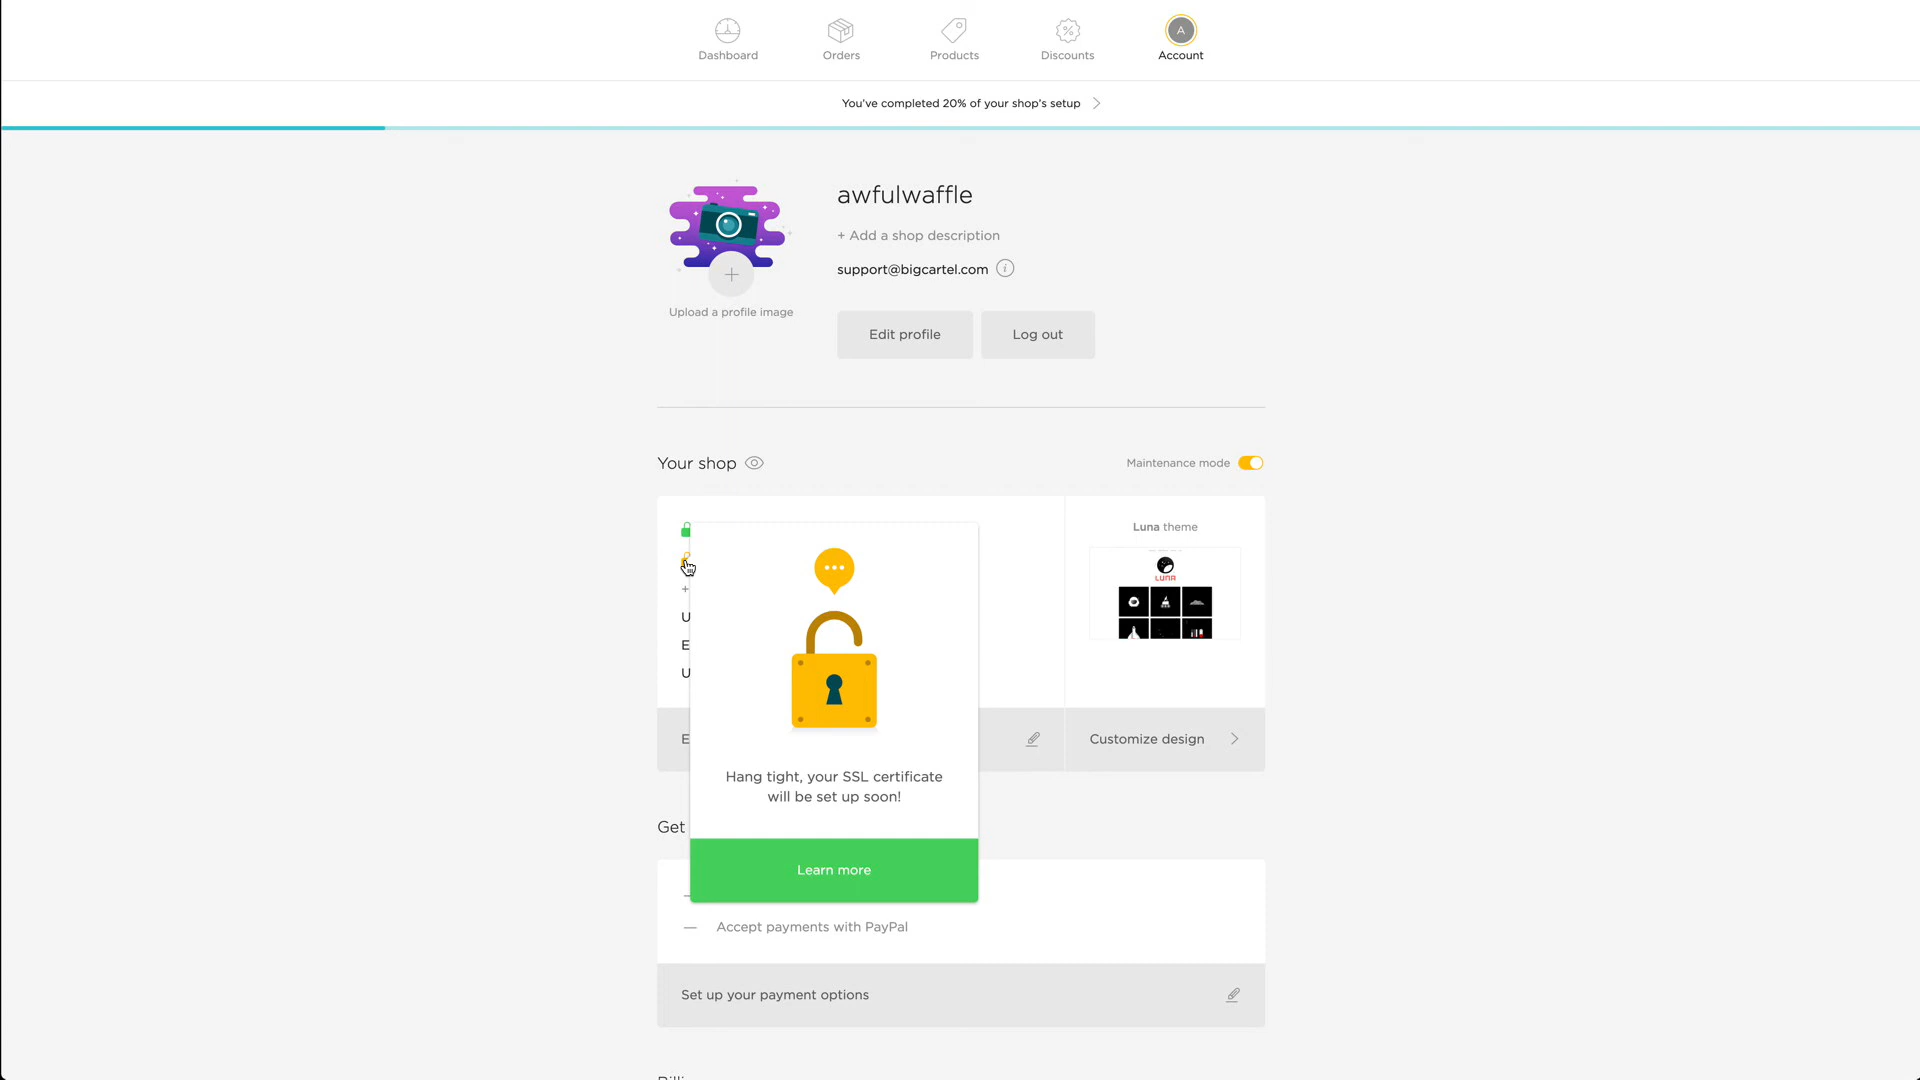 Dashboard
Orders
Products
Discounts
A
Account
You've completed 20% of your shop's setup
awfulwaffle
+ Add a shop description
support@bigcartel.com
Upload a profile image
Edit profile
Log out
Your shop
Maintenance mode
Luna theme
LUNA
+
U
E
U
E
Customize design
Hang tight, your SSL certificate
will be set up soon!
Get
Learn more
— Accept payments with PayPal
Set up your payment options